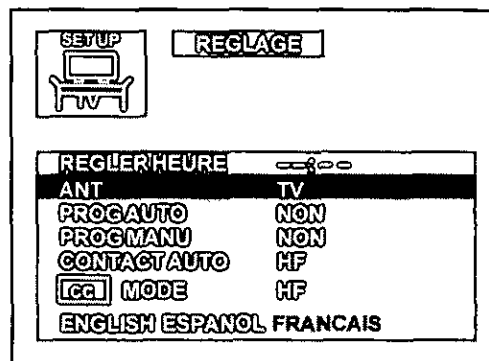 SET UP
REGLAGE
TV
REGLER HEURE --:--
ANT TV
PROG AUTO NON
PROG MANU NON
CONTACT AUTO HF
CC MODE HF
ENGLISH ESPANOL FRANCAIS